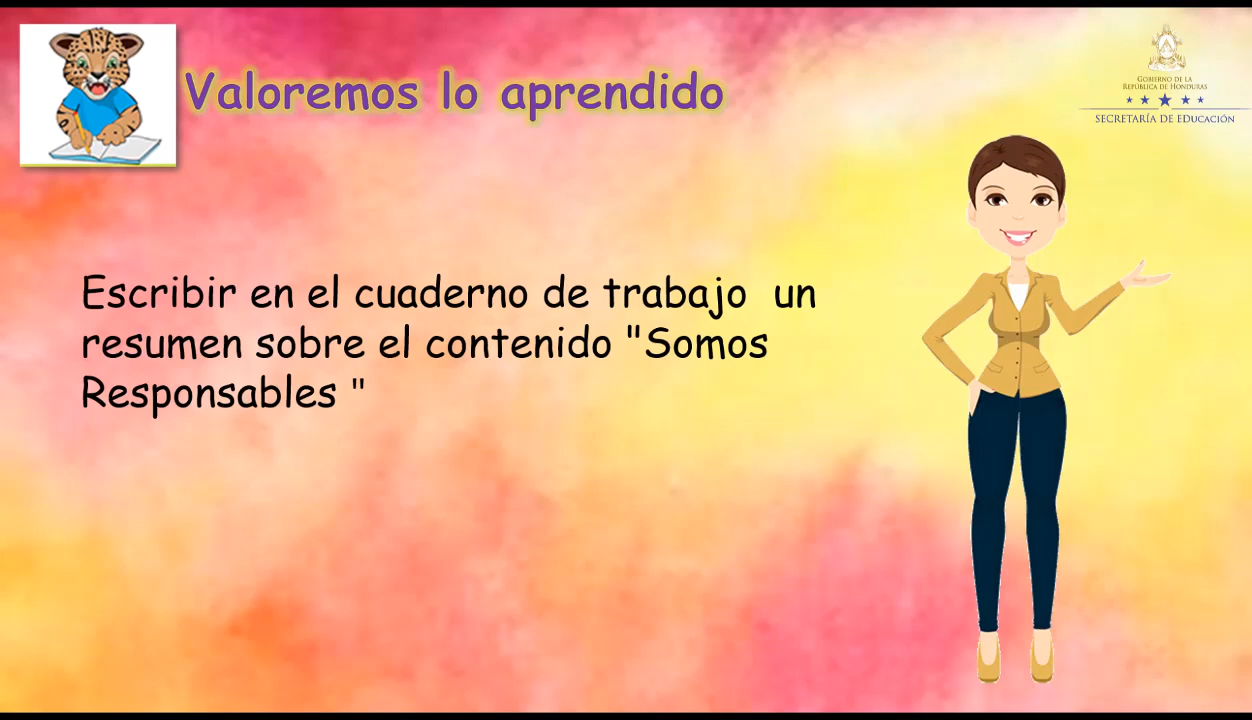 Valoremos lo aprendido
GOBIERNO DE LA
REPÚBLICA DE HONDURAS
SECRETARÍA DE EDUCACIÓN
Escribir en el cuaderno de trabajo un
resumen sobre el contenido "Somos
Responsables "